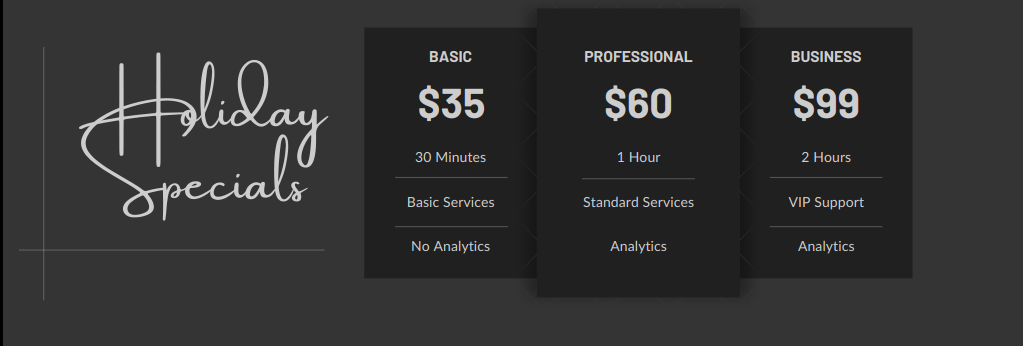 Holiday
Specials
BASIC
$35
30 Minutes
Basic Services
No Analytics
PROFESSIONAL
$60
1 Hour
Standard Services
Analytics
BUSINESS
$99
2 Hours
VIP Support
Analytics